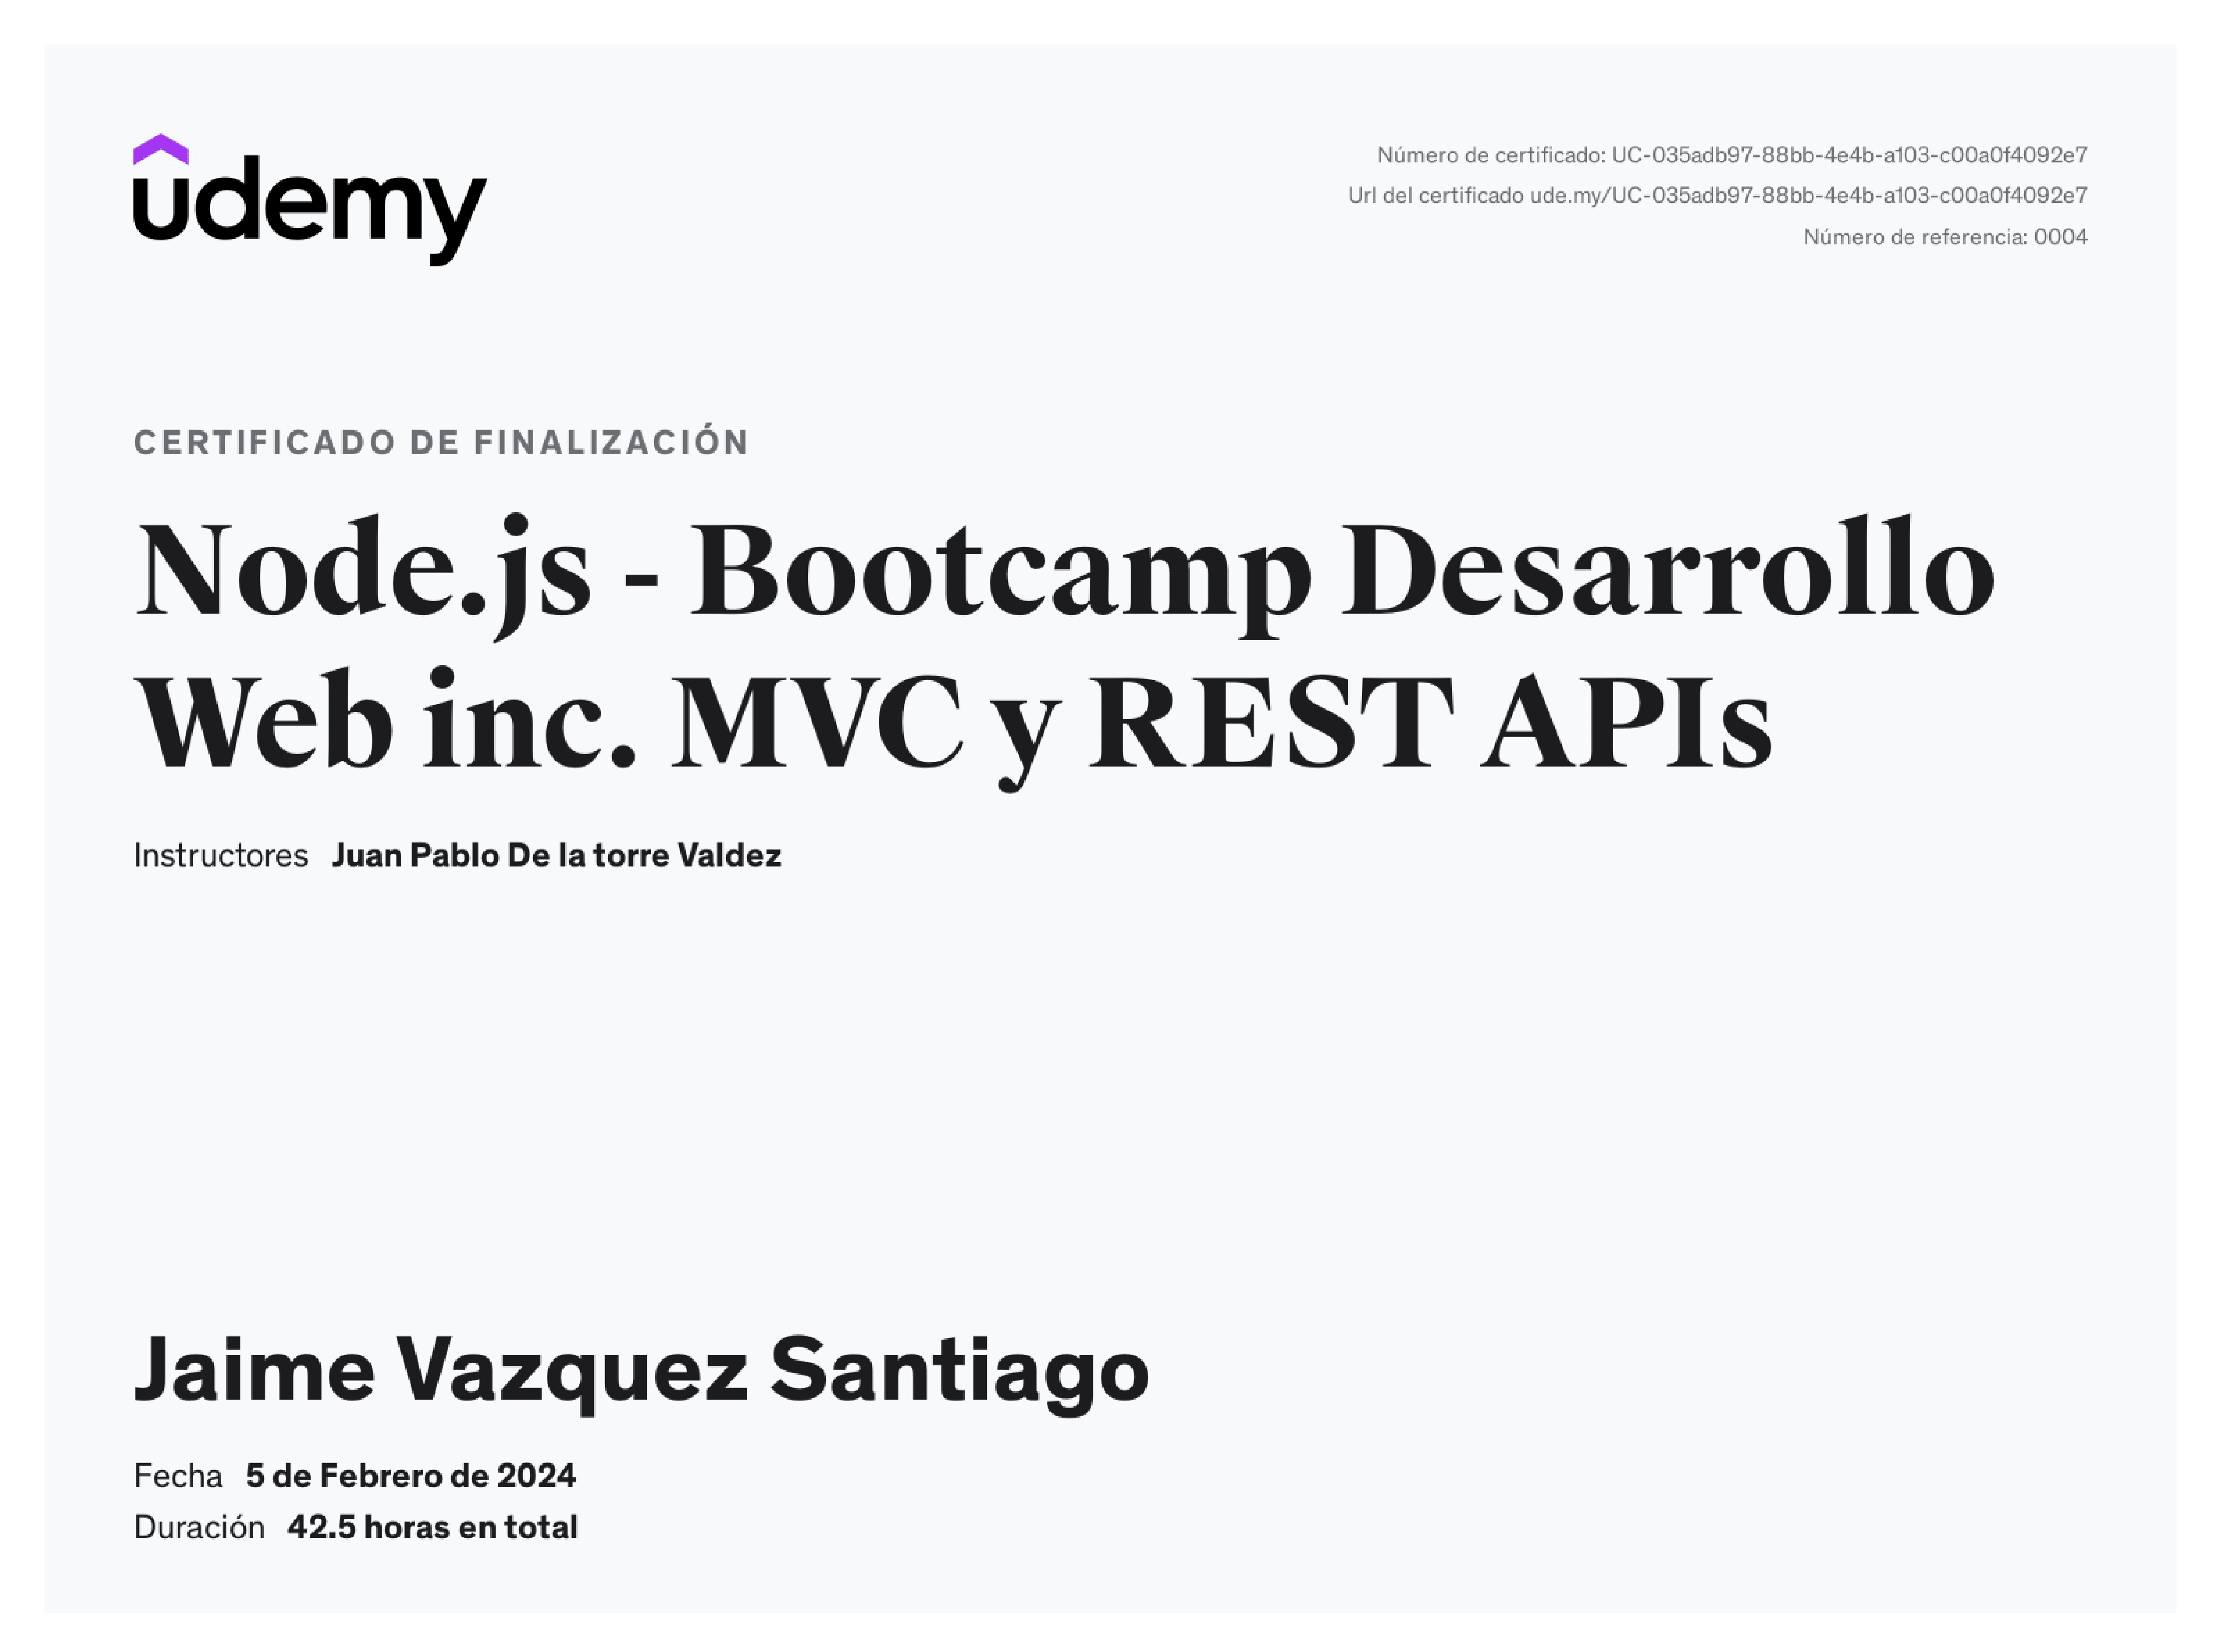 udemy
Número de certificado: UC-035adb97-88bb-4e4b-a103-c00a0f4092e7
Url del certificado ude.my/UC-035adb97-88bb-4e4b-a103-c00a0f4092e7
Número de referencia: 0004
CERTIFICADO DE FINALIZACIÓN
Node.js - Bootcamp Desarrollo
Web inc. MVC y REST APIs
Instructores Juan Pablo De la torre Valdez
Jaime Vazquez Santiago
Fecha 5 de Febrero de 2024
Duración 42.5 horas en total